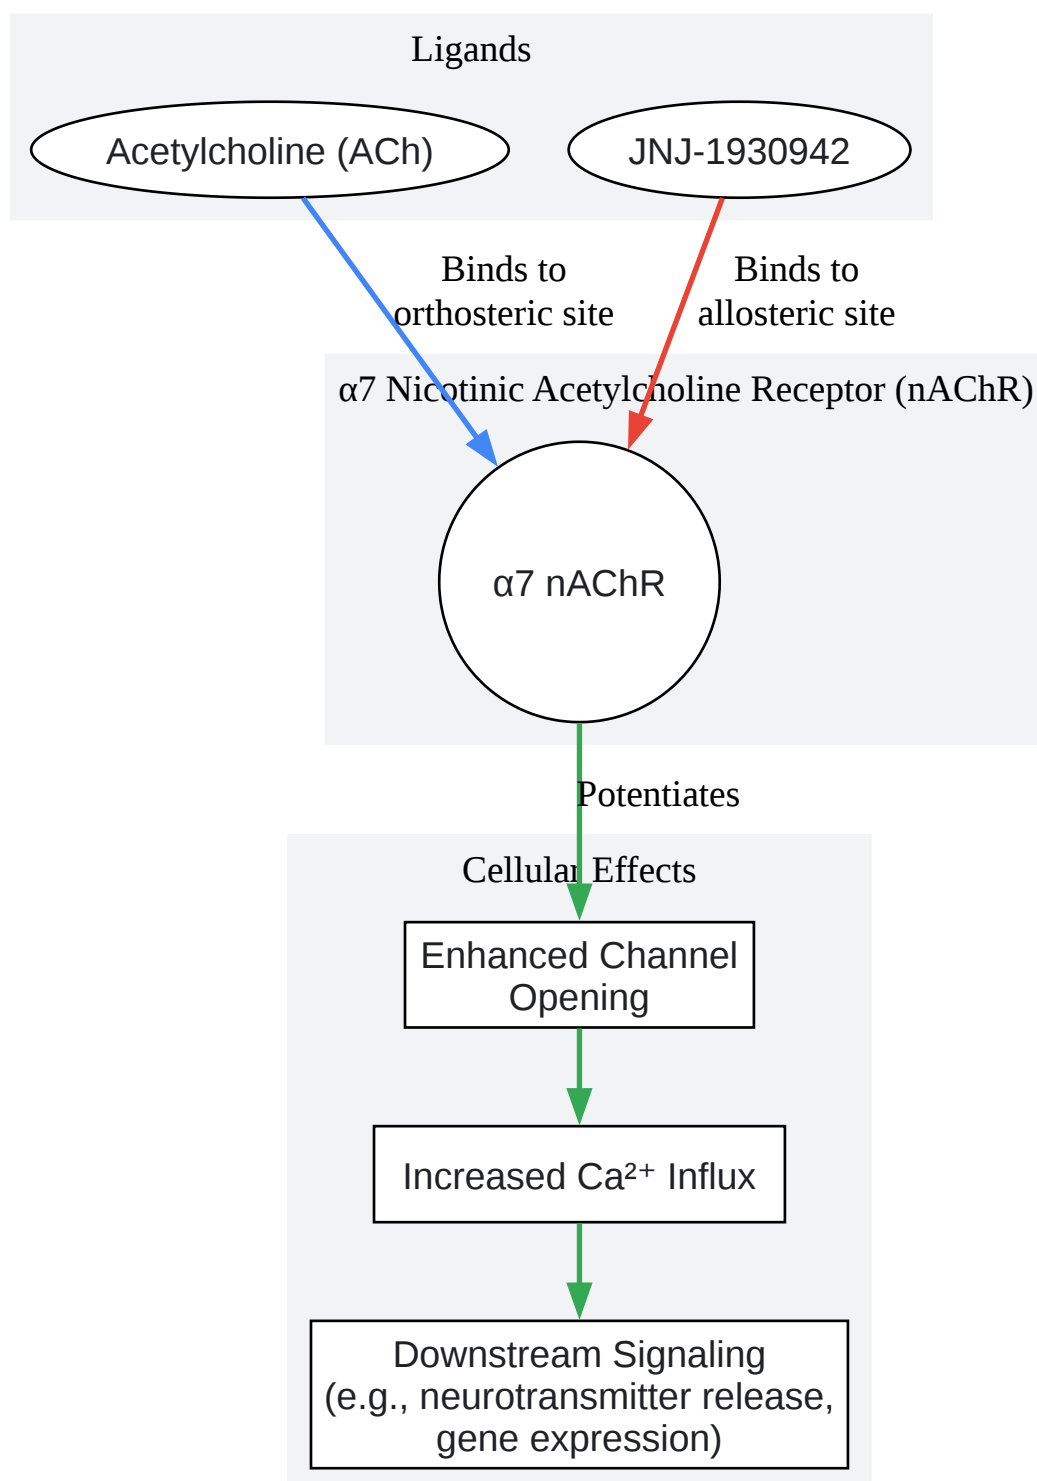 Ligands
Acetylcholine (ACh)
JNJ-1930942
Binds to
orthosteric site
Binds to
allosteric site
α7 Nicotinic Acetylcholine Receptor (nAChR)
α7 nAChR
Potentiates
Cellular Effects
Enhanced Channel
Opening
Increased Ca²⁺ Influx
Downstream Signaling
(e.g., neurotransmitter release,
gene expression)